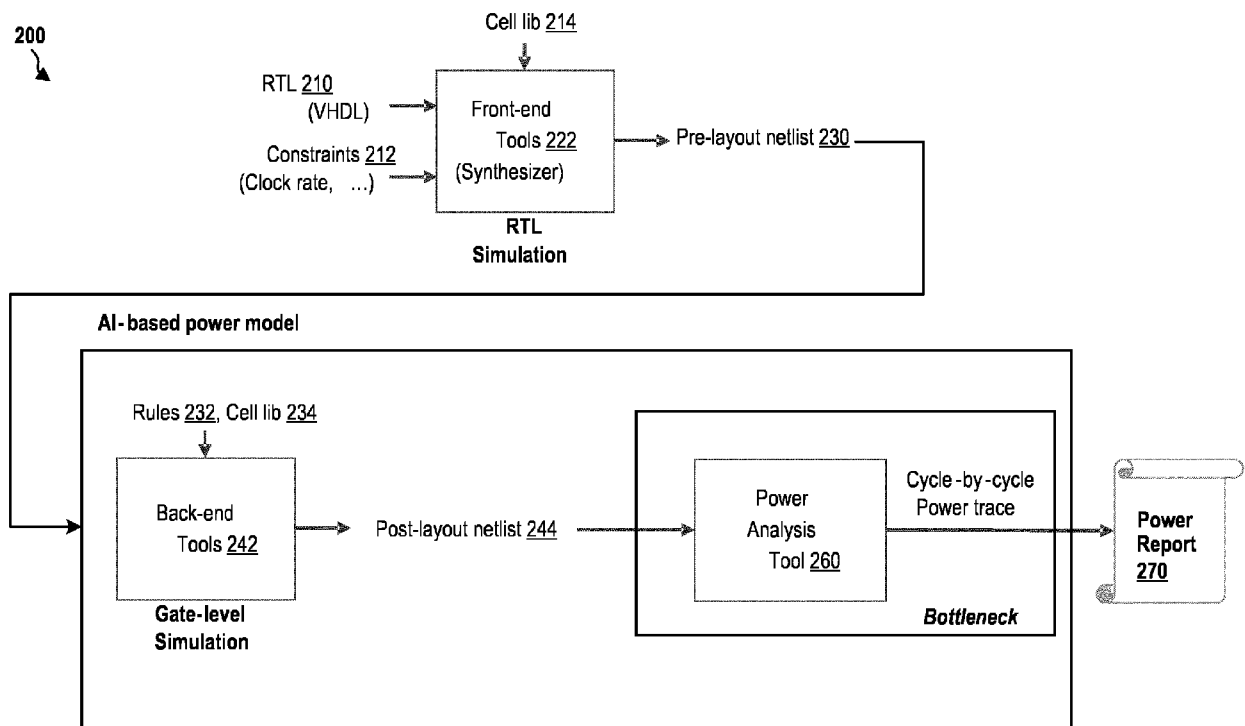 200
Cell lib 214
RTL 210
(VHDL)
Constraints 212
(Clock rate, ...)
Front-end
Tools 222
(Synthesizer)
RTL
Simulation
Pre-layout netlist 230
AI-based power model
Rules 232, Cell lib 234
Back-end
Tools 242
Gate-level
Simulation
Post-layout netlist 244
Power
Analysis
Tool 260
Cycle-by-cycle
Power trace
Bottleneck
Power
Report
270